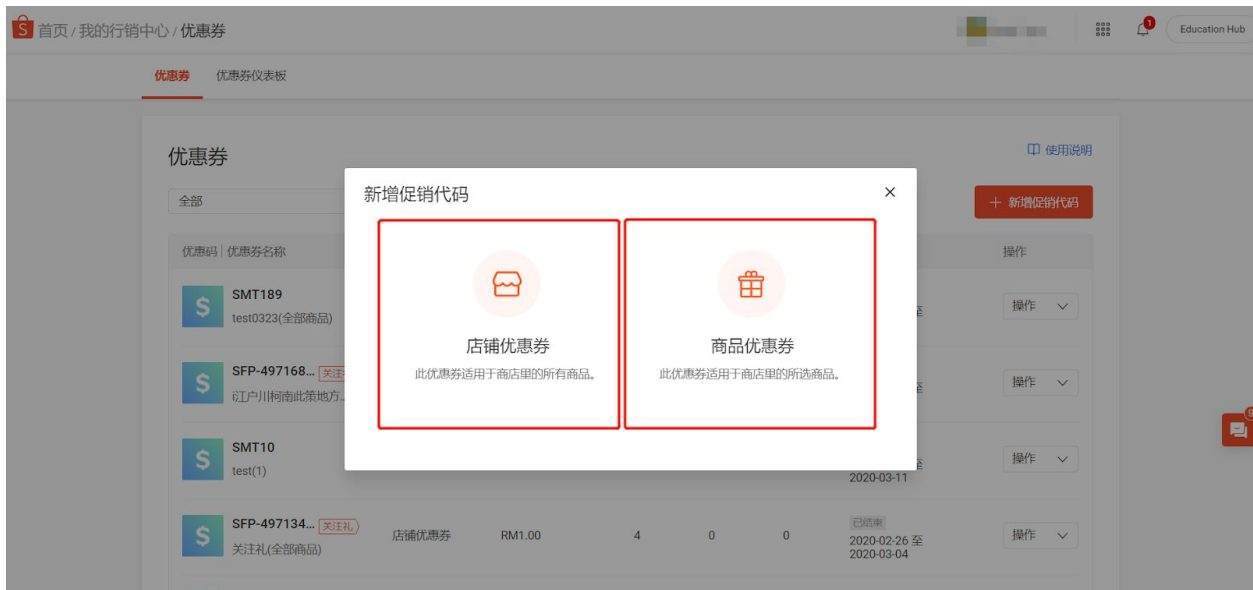 首页 / 我的行销中心 / 优惠券
1
Education Hub
优惠券
优惠券仪表板
优惠券
使用说明
全部
新增促销代码
×
+ 新增促销代码
店铺优惠券
此优惠券适用于商店里的所有商品。
商品优惠券
此优惠券适用于商店里的所选商品。
优惠码 | 优惠券名称
操作
SMT189
test0323(全部商品)
至
操作
SFP-497168...
关注
江户川柯南此策地方...
操作
SMT10
test(1)
至
2020-03-11
操作
SFP-497134... 关注礼
关注礼(全部商品)
店铺优惠券
RM1.00
4
0
0
已结束
2020-02-26 至
2020-03-04
操作